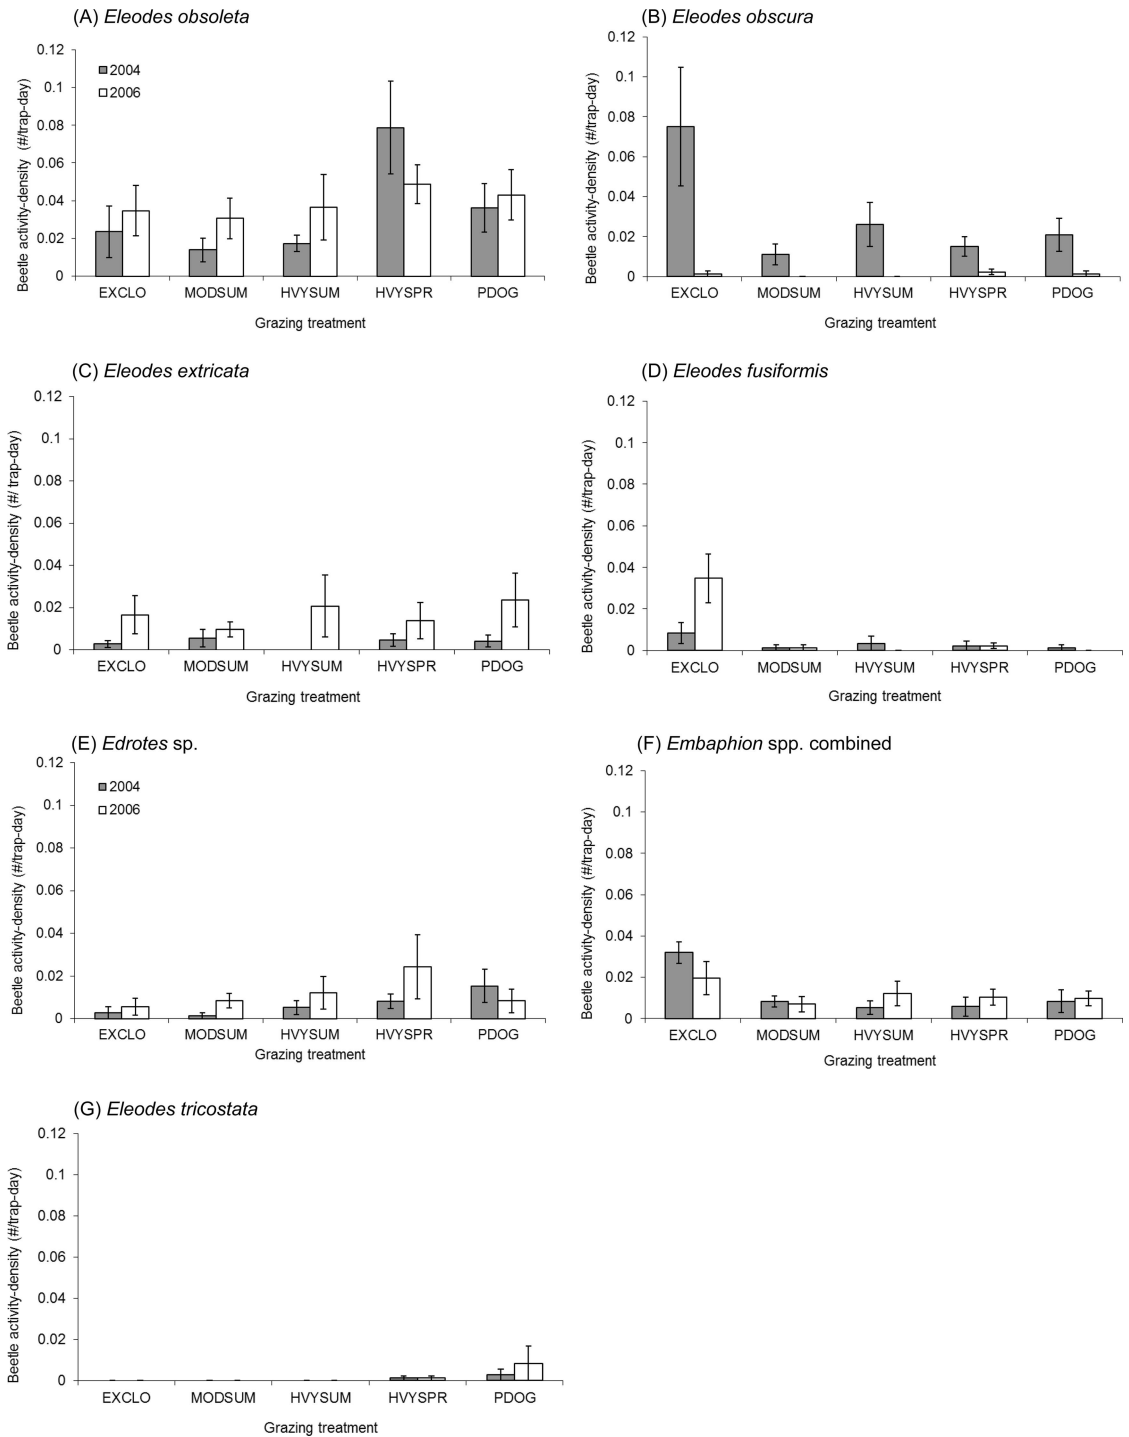 (A) Eleodes obsoleta
Beetle activity-density (#/trap-day)
0.12
0.1
0.08
0.06
0.04
0.02
0
2004
2006
EXCLO MODSUM HVYSUM HVYSPR PDOG
Grazing treatment
(B) Eleodes obscura
Beetle activity-density (#/trap-day)
0.12
0.1
0.08
0.06
0.04
0.02
0
EXCLO MODSUM HVYSUM HVYSPR PDOG
Grazing treamtent
(C) Eleodes extricata
Beetle activity-density (#/ trap-day)
0.12
0.1
0.08
0.06
0.04
0.02
0
EXCLO MODSUM HVYSUM HVYSPR PDOG
Grazing treatment
(D) Eleodes fusiformis
Beetle activity-density (#/trap-day)
0.12
0.1
0.08
0.06
0.04
0.02
0
EXCLO MODSUM HVYSUM HVYSPR PDOG
Grazing treatment
(E) Edrotes sp.
Beetle activity-density (#/trap-day)
0.12
0.1
0.08
0.06
0.04
0.02
0
2004
2006
EXCLO MODSUM HVYSUM HVYSPR PDOG
Grazing treatment
(F) Embaphion spp. combined
Beetle activity-density (#/trap-day)
0.12
0.1
0.08
0.06
0.04
0.02
0
EXCLO MODSUM HVYSUM HVYSPR PDOG
Grazing treatment
(G) Eleodes tricostata
Beetle activity-density (#/trap-day)
0.12
0.1
0.08
0.06
0.04
0.02
0
EXCLO MODSUM HVYSUM HVYSPR PDOG
Grazing treatment